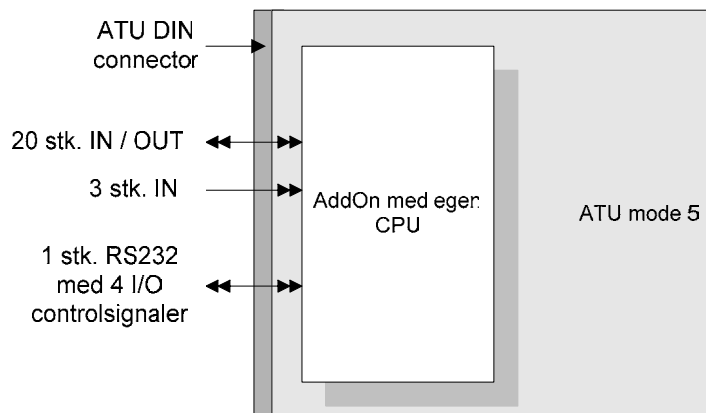 ATU DIN
connector
20 stk. IN / OUT
3 stk. IN
AddOn med egen
CPU
ATU mode 5
1 stk. RS232
med 4 I/O
controlsignaler